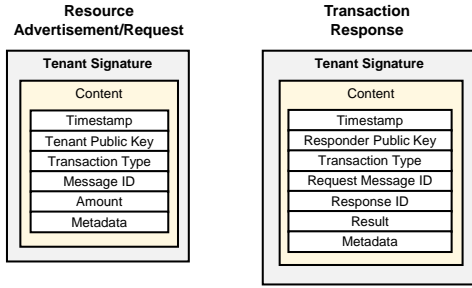 Resource
Advertisement/Request
Tenant Signature
Content
Timestamp
Tenant Public Key
Transaction Type
Message ID
Amount
Metadata
Transaction
Response
Tenant Signature
Content
Timestamp
Responder Public Key
Transaction Type
Request Message ID
Response ID
Result
Metadata